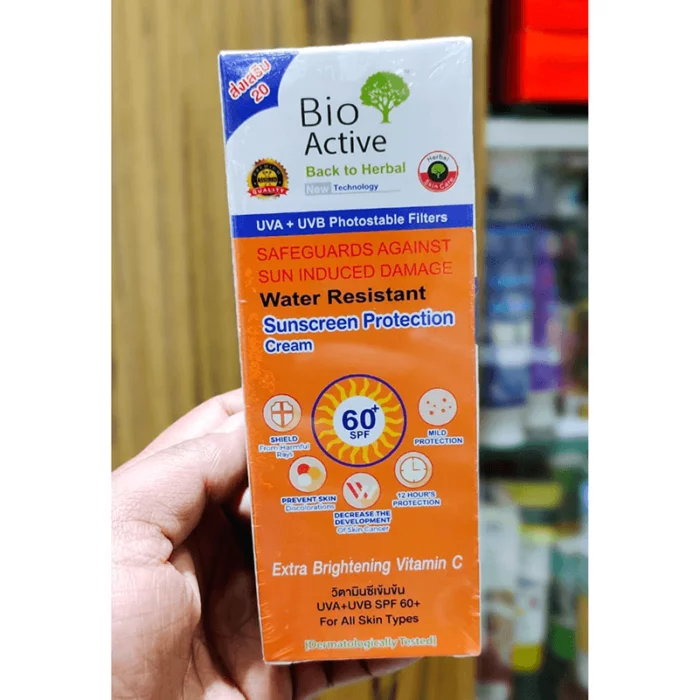 ส่งเสริม
20
Bio
Active
Back to Herbal
New Technology
QUALITY
Herbal
Skin Care
UVA + UVB Photostable Filters
SAFEGUARDS AGAINST
SUN INDUCED DAMAGE
Water Resistant
Sunscreen Protection
Cream
60+
SPF
SHIELD
From Harmful
Rays
MILD
PROTECTION
PREVENT SKIN
Discolorations
12 HOUR'S
PROTECTION
DECREASE THE
DEVELOPMENT
Of Skin Cancer
Extra Brightening Vitamin C
วิตามินซีเข้มข้น
UVA+UVB SPF 60+
For All Skin Types
[Dermatologically Tested]